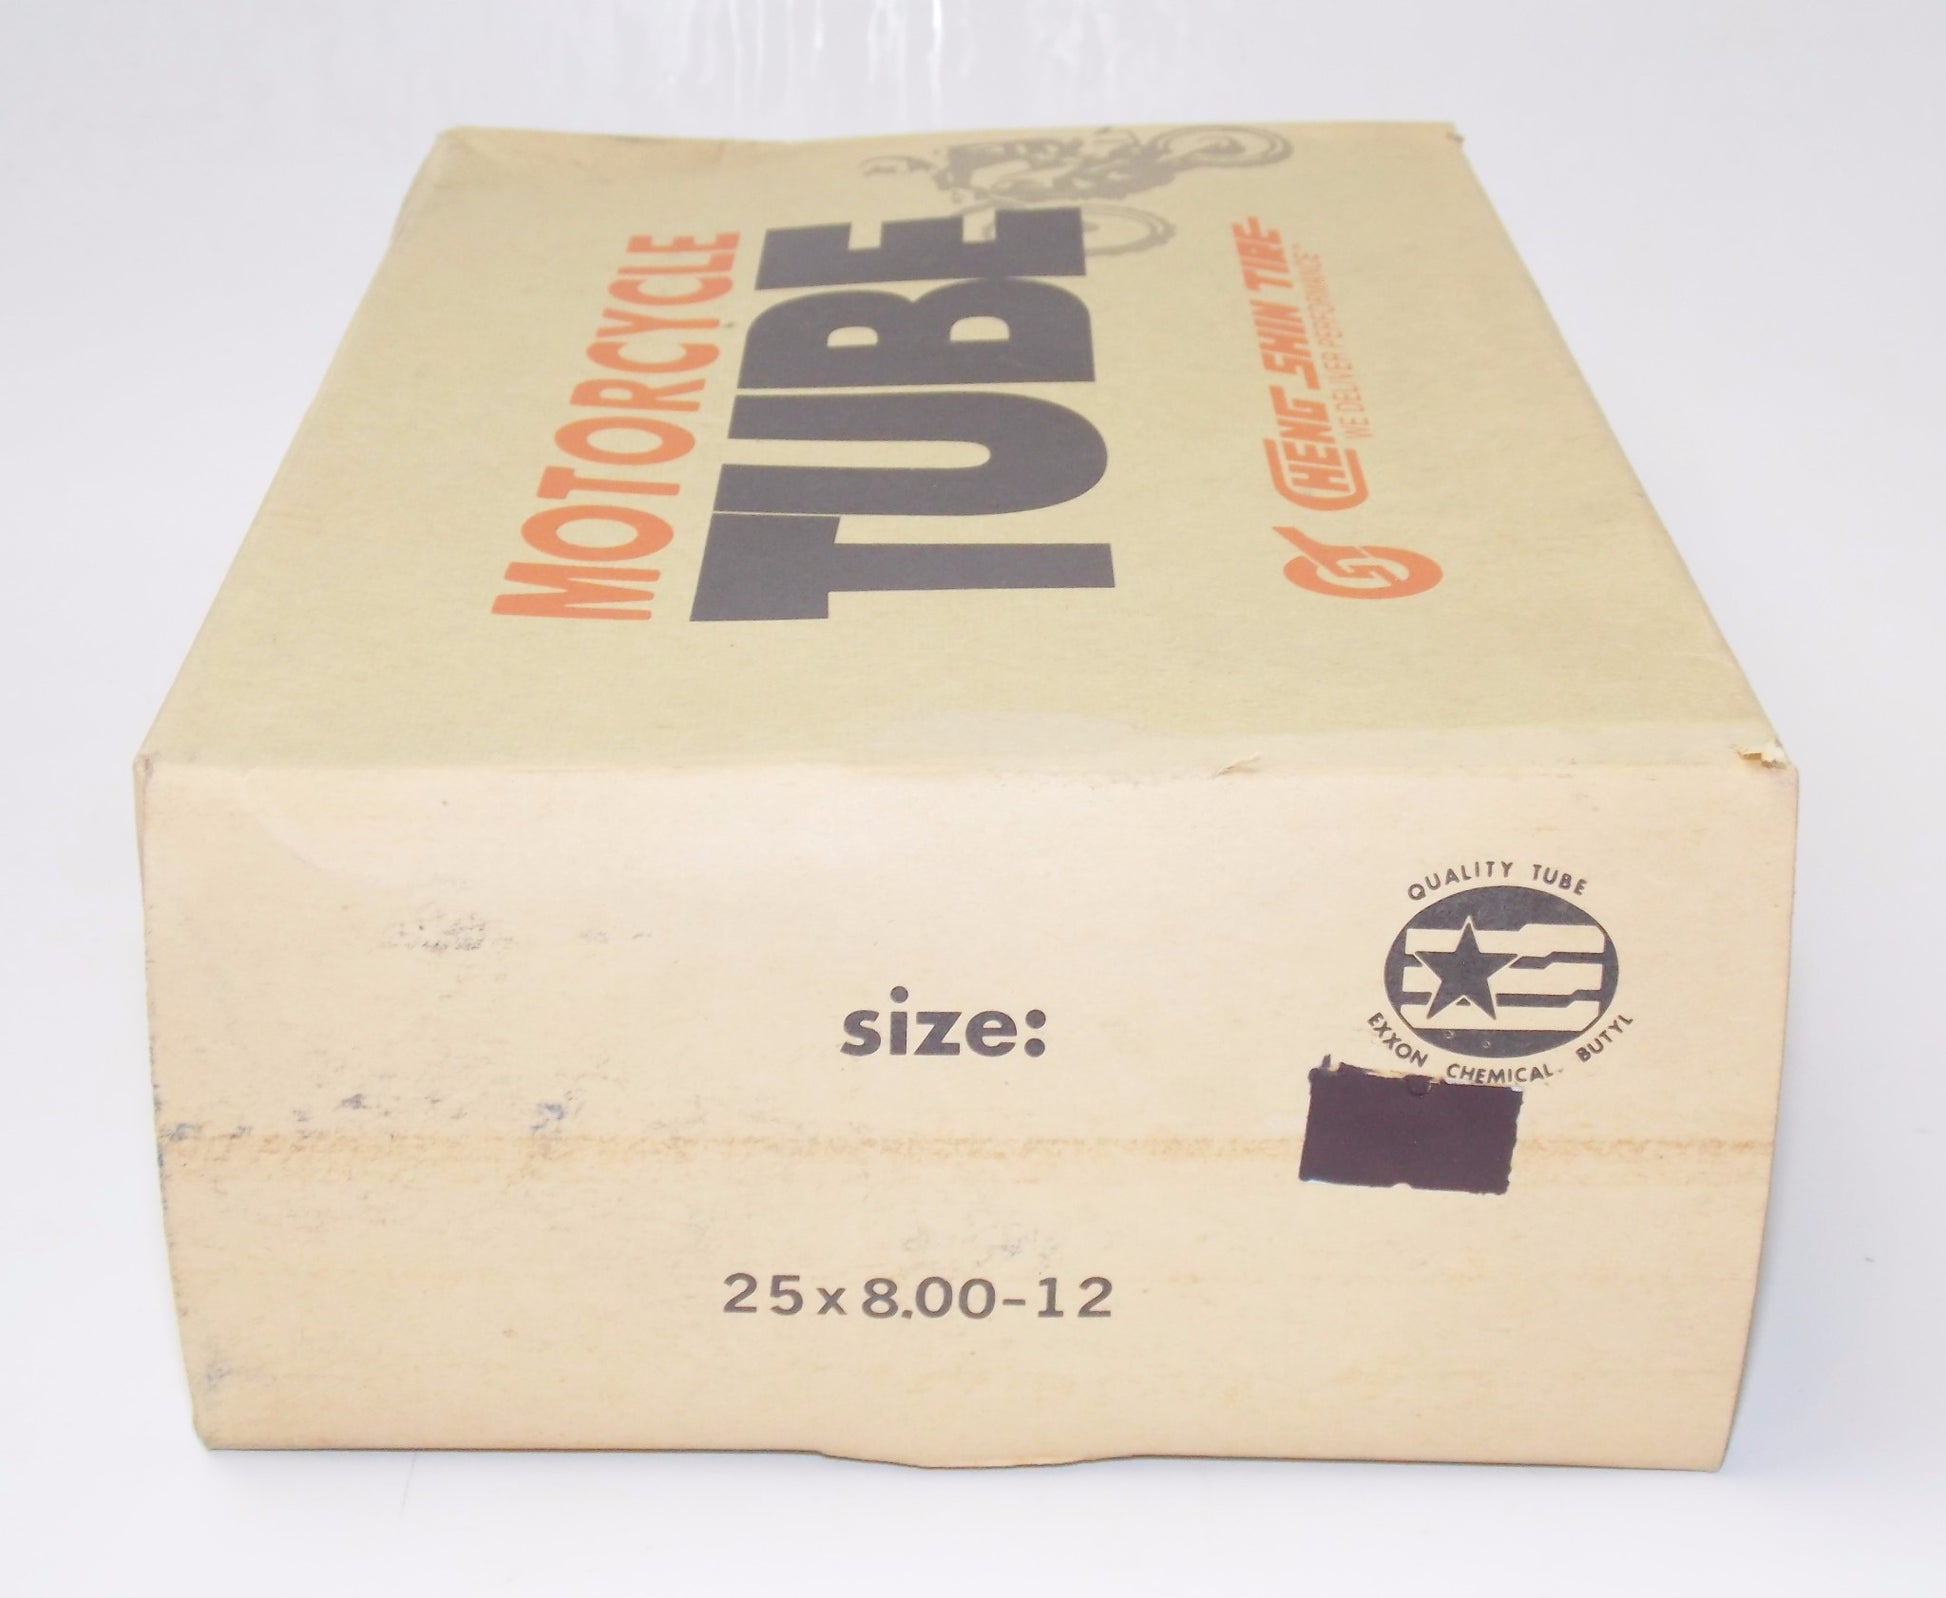 MOTORCYCLE
TUBE
CHENG SHIN TIRE
WE DELIVER PERFORMANCE
QUALITY TUBE
EXXON CHEMICAL BUTYL
size:
25x8.00-12